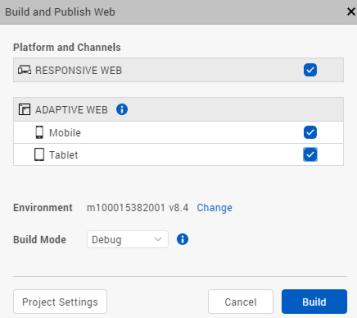 Build and Publish Web
Platform and Channels
RESPONSIVE WEB
ADAPTIVE WEB
Mobile
Tablet
Environment m100015382001 v8.4 Change
Build Mode Debug
Project Settings Cancel Build